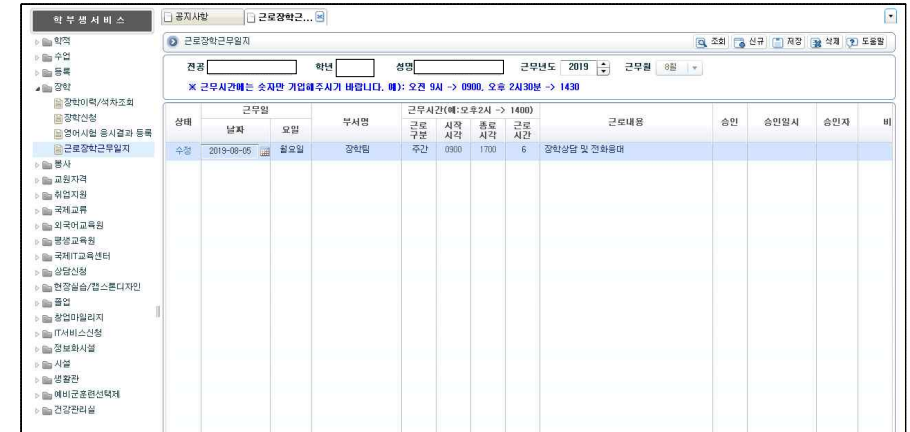 학부생서비스
공지사항
근로장학근...
학적
수업
등록
장학
장학이력/석차조회
장학신청
영어시험 응시결과 등록
근로장학근무일지
봉사
교원자격
취업지원
국제교류
외국어교육원
평생교육원
국제IT교육센터
상담신청
현장실습/캡스톤디자인
졸업
창업마일리지
IT서비스신청
정보화시설
시설
생활관
예비군훈련선택제
건강관리실
근로장학근무일지
조회 신규 저장 삭제 도움말
전공 학년 성명 근무년도 2019 근무월 8월
※ 근무시간에는 숫자만 기입해주시기 바랍니다. 예): 오전 9시 -> 0900, 오후 2시30분 -> 1430
상태 근무일 부서명 근무시간(예:오후2시 -> 1400) 근로내용 승인 승인일시 승인자 비
날짜 요일 근로구분 시작시각 종료시각 근로시간
수정 2019-08-05 월요일 장학팀 주간 0900 1700 6 장학상담 및 전화응대